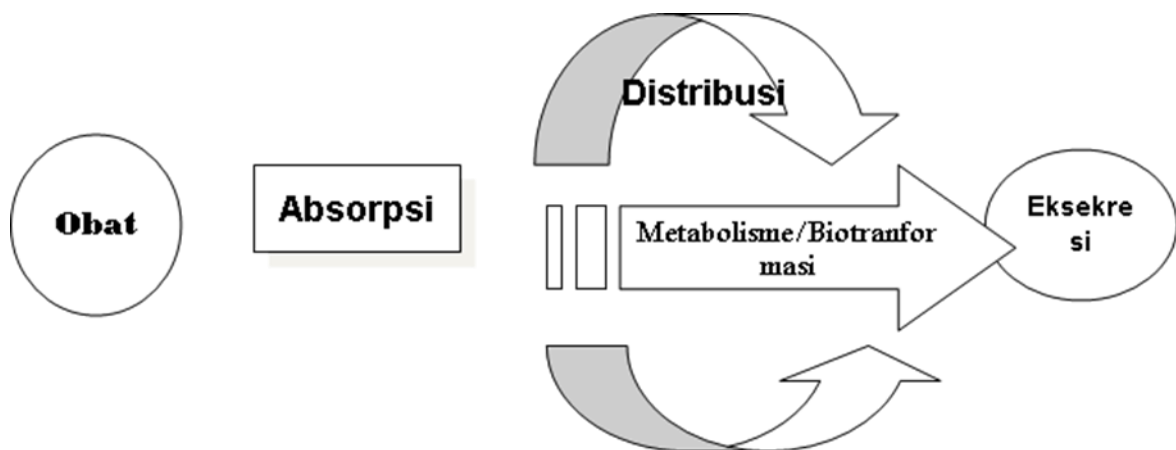 Obat
Absorpsi
Distribusi
Metabolisme/Biotranfor
masi
Eksekre
si